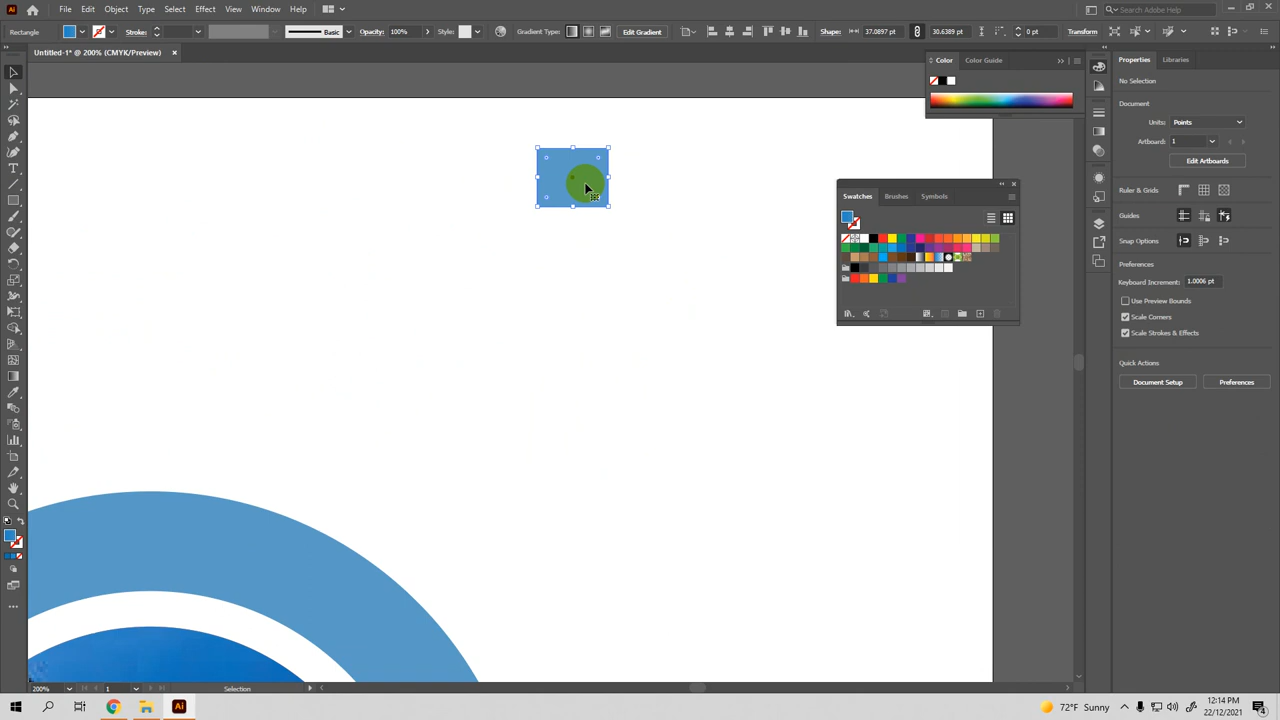 Ai File Edit Object Type Select Effect View Window Help Search Adobe Help
Rectangle Stroke: Basic Opacity: 100% Style: Gradient Type: Edit Gradient Shape: 37.0897 pt 30.6389 pt 0 pt Transform
Untitled-1* @ 200% (CMYK/Preview)
Color Color Guide
Properties Libraries
No Selection
Document
Units: Points
Artboard: 1
Edit Artboards
Ruler & Grids
Swatches Brushes Symbols
Guides
Snap Options
Preferences
Keyboard Increment: 1.0006 pt
Use Preview Bounds
Scale Corners
Scale Strokes & Effects
Quick Actions
Document Setup Preferences
200% 1 Selection
Ai 72°F Sunny 12:14 PM
22/12/2021
4